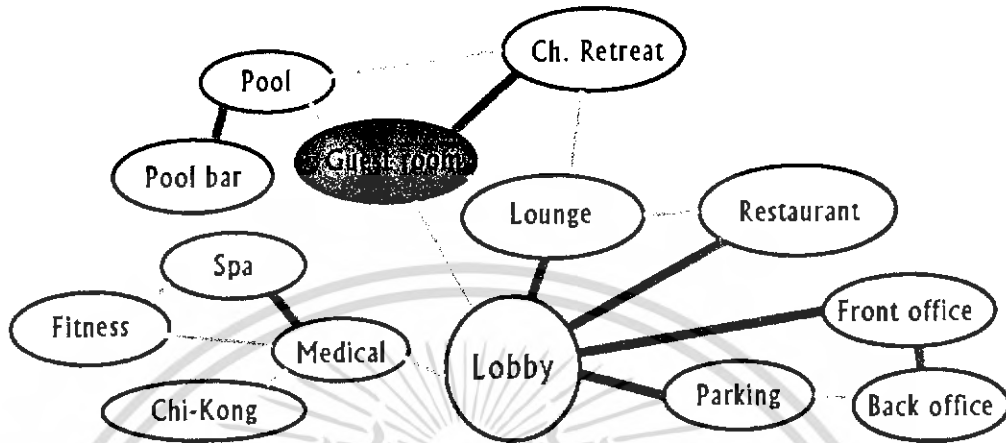 Ch. Retreat
Pool
Guest room
Pool bar
Lounge
Restaurant
Spa
Front office
Fitness
Medical
Lobby
Parking
Back office
Chi-Kong